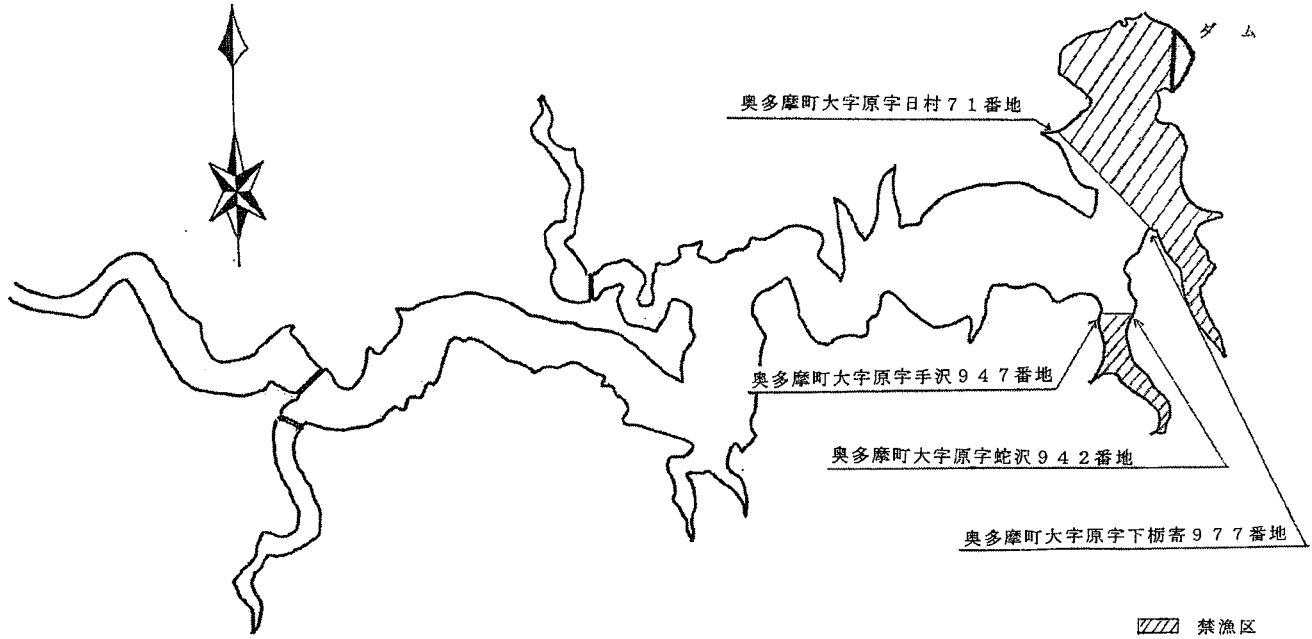 ダム
奥多摩町大字原字日村71番地
奥多摩町大字原字手沢947番地
奥多摩町大字原字蛇沢942番地
奥多摩町大字原字下栃寄977番地
禁漁区